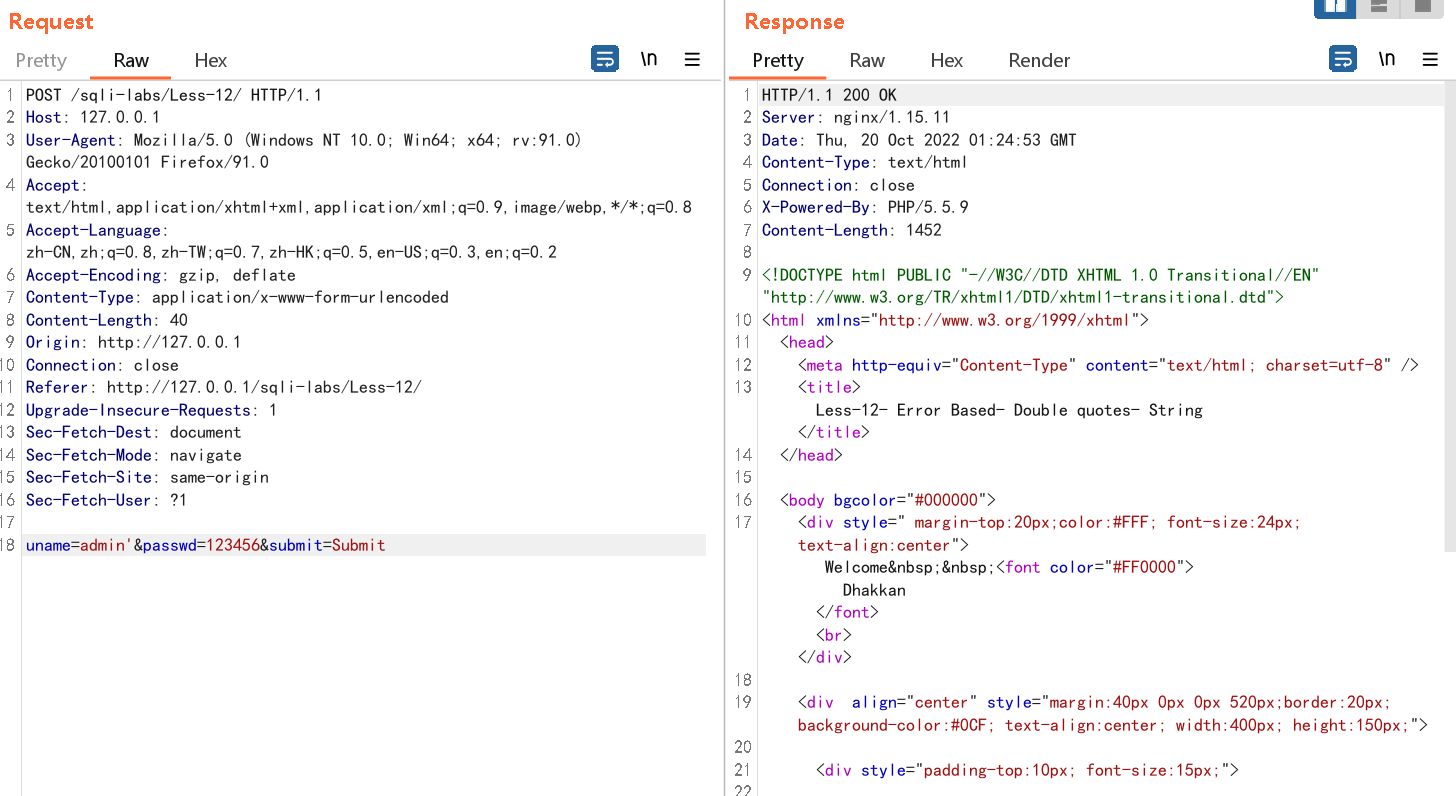 Request
Pretty Raw Hex \n
1 POST /sqli-labs/Less-12/ HTTP/1.1
2 Host: 127.0.0.1
3 User-Agent: Mozilla/5.0 (Windows NT 10.0; Win64; x64; rv:91.0)
Gecko/20100101 Firefox/91.0
4 Accept:
text/html,application/xhtml+xml,application/xml;q=0.9,image/webp,*/*;q=0.8
5 Accept-Language:
zh-CN,zh;q=0.8,zh-TW;q=0.7,zh-HK;q=0.5,en-US;q=0.3,en;q=0.2
6 Accept-Encoding: gzip, deflate
7 Content-Type: application/x-www-form-urlencoded
8 Content-Length: 40
9 Origin: http://127.0.0.1
10 Connection: close
11 Referer: http://127.0.0.1/sqli-labs/Less-12/
12 Upgrade-Insecure-Requests: 1
13 Sec-Fetch-Dest: document
14 Sec-Fetch-Mode: navigate
15 Sec-Fetch-Site: same-origin
16 Sec-Fetch-User: ?1
17
18 uname=admin'&passwd=123456&submit=Submit
Response
Pretty Raw Hex Render \n
1 HTTP/1.1 200 OK
2 Server: nginx/1.15.11
3 Date: Thu, 20 Oct 2022 01:24:53 GMT
4 Content-Type: text/html
5 Connection: close
6 X-Powered-By: PHP/5.5.9
7 Content-Length: 1452
8
9 <!DOCTYPE html PUBLIC "-//W3C//DTD XHTML 1.0 Transitional//EN"
"http://www.w3.org/TR/xhtml1/DTD/xhtml1-transitional.dtd">
10 <html xmlns="http://www.w3.org/1999/xhtml">
11 <head>
12 <meta http-equiv="Content-Type" content="text/html; charset=utf-8" />
13 <title>
Less-12- Error Based- Double quotes- String
</title>
14 </head>
15
16 <body bgcolor="#000000">
17 <div style=" margin-top:20px;color:#FFF; font-size:24px;
text-align:center">
Welcome&nbsp;&nbsp;<font color="#FF0000">
Dhakkan
</font>
<br>
</div>
18
19 <div  align="center" style="margin:40px 0px 0px 520px;border:20px;
background-color:#0CF; text-align:center; width:400px; height:150px;">
20
21 <div style="padding-top:10px; font-size:15px;">
22